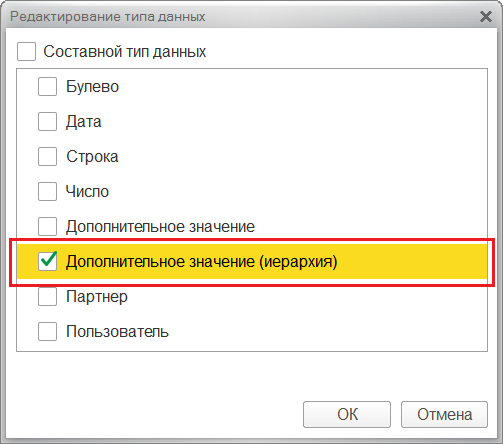 Редактирование типа данных
Составной тип данных
Булево
Дата
Строка
Число
Дополнительное значение
Дополнительное значение (иерархия)
Партнер
Пользователь
ОК Отмена